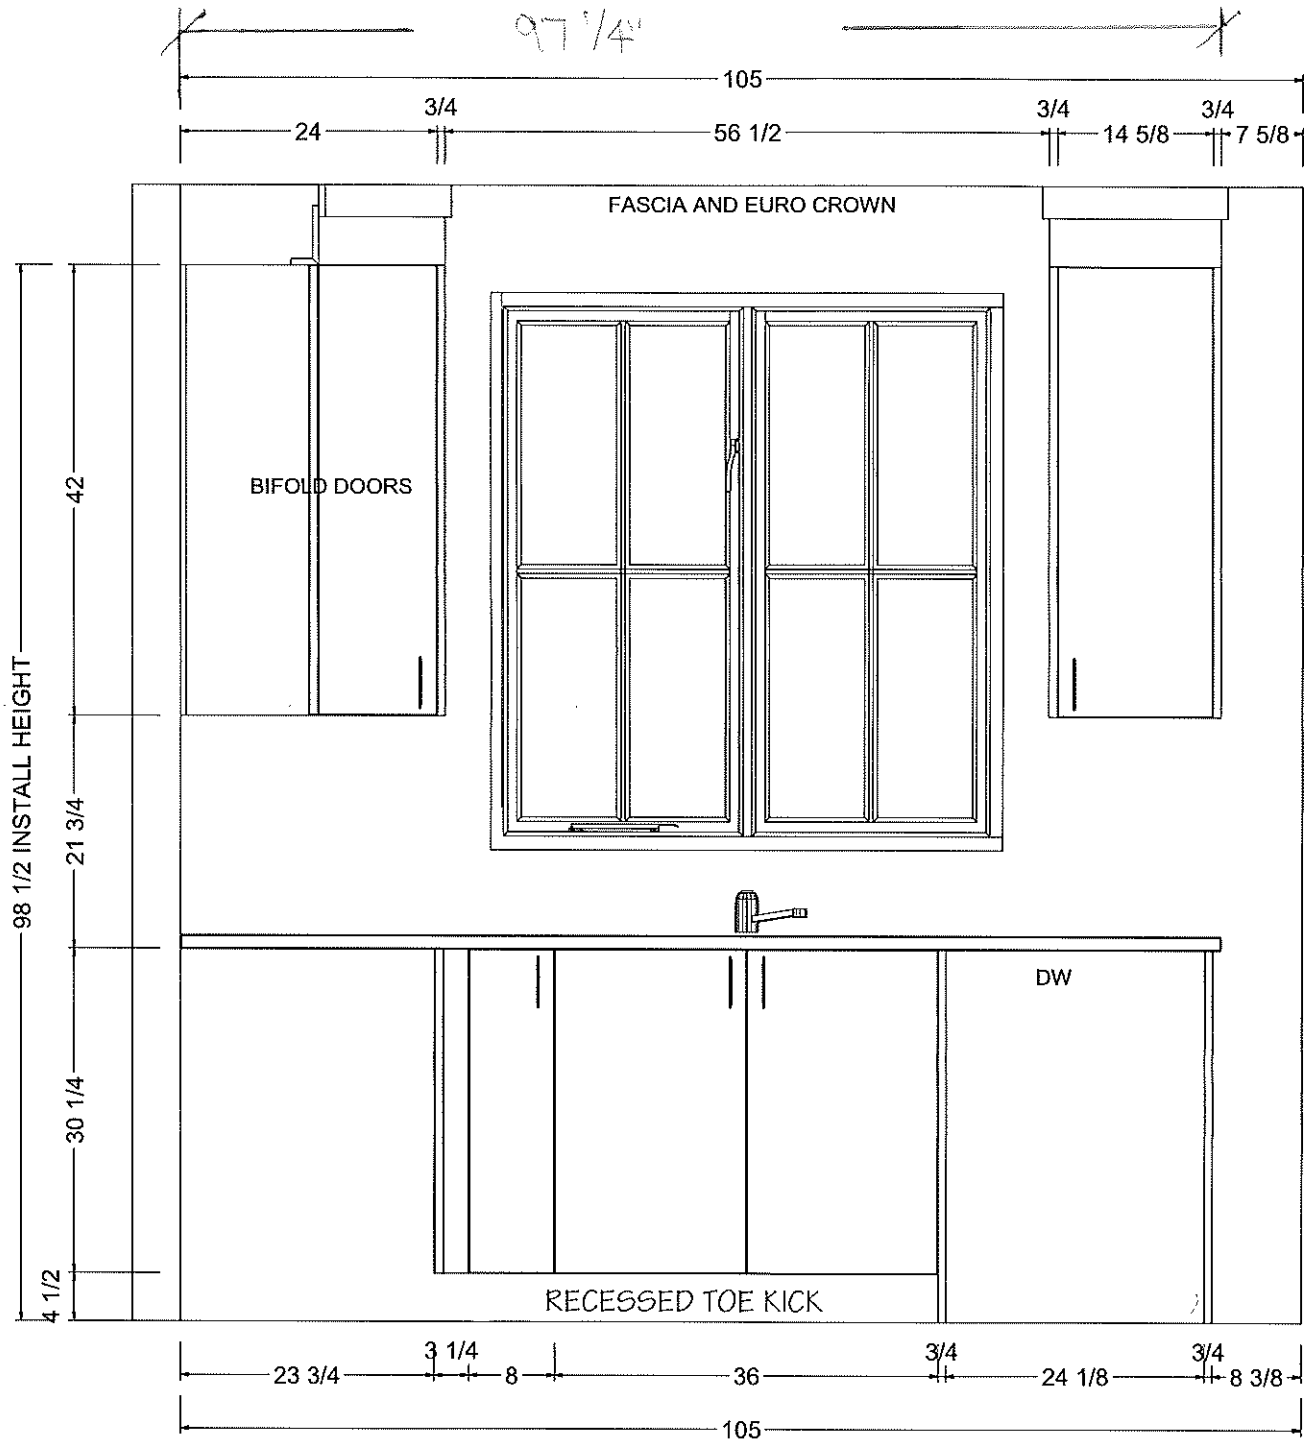 97 1/4"
105
3/4 3/4 3/4
24 56 1/2 14 5/8 7 5/8
FASCIA AND EURO CROWN
42
BIFOLD DOORS
98 1/2 INSTALL HEIGHT
21 3/4
DW
30 1/4
4 1/2
RECESSED TOE KICK
3 1/4 3/4 3/4
23 3/4 8 36 24 1/8 8 3/8
105